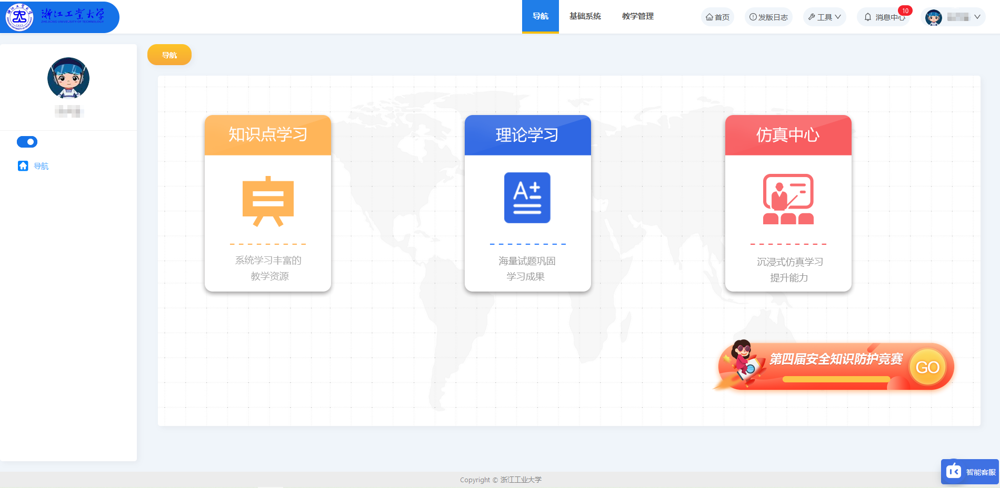 浙江工业大学
ZHEJIANG UNIVERSITY OF TECHNOLOGY
导航
基础系统
教学管理
首页
发版日志
工具
消息中心
10
导航
导航
知识点学习
系统学习丰富的
教学资源
理论学习
A+
海量试题巩固
学习成果
仿真中心
沉浸式仿真学习
提升能力
第四届安全知识防护竞赛
GO
智能客服
Copyright © 浙江工业大学